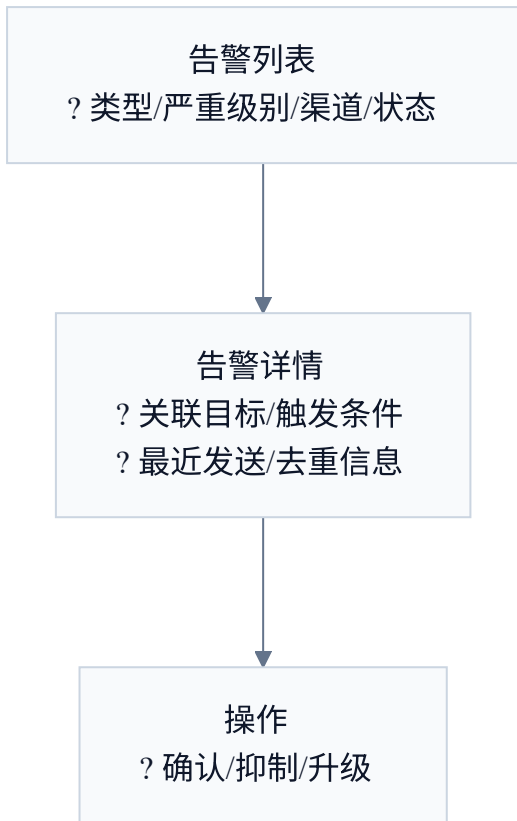 告警列表
? 类型/严重级别/渠道/状态
告警详情
? 关联目标/触发条件
? 最近发送/去重信息
操作
? 确认/抑制/升级